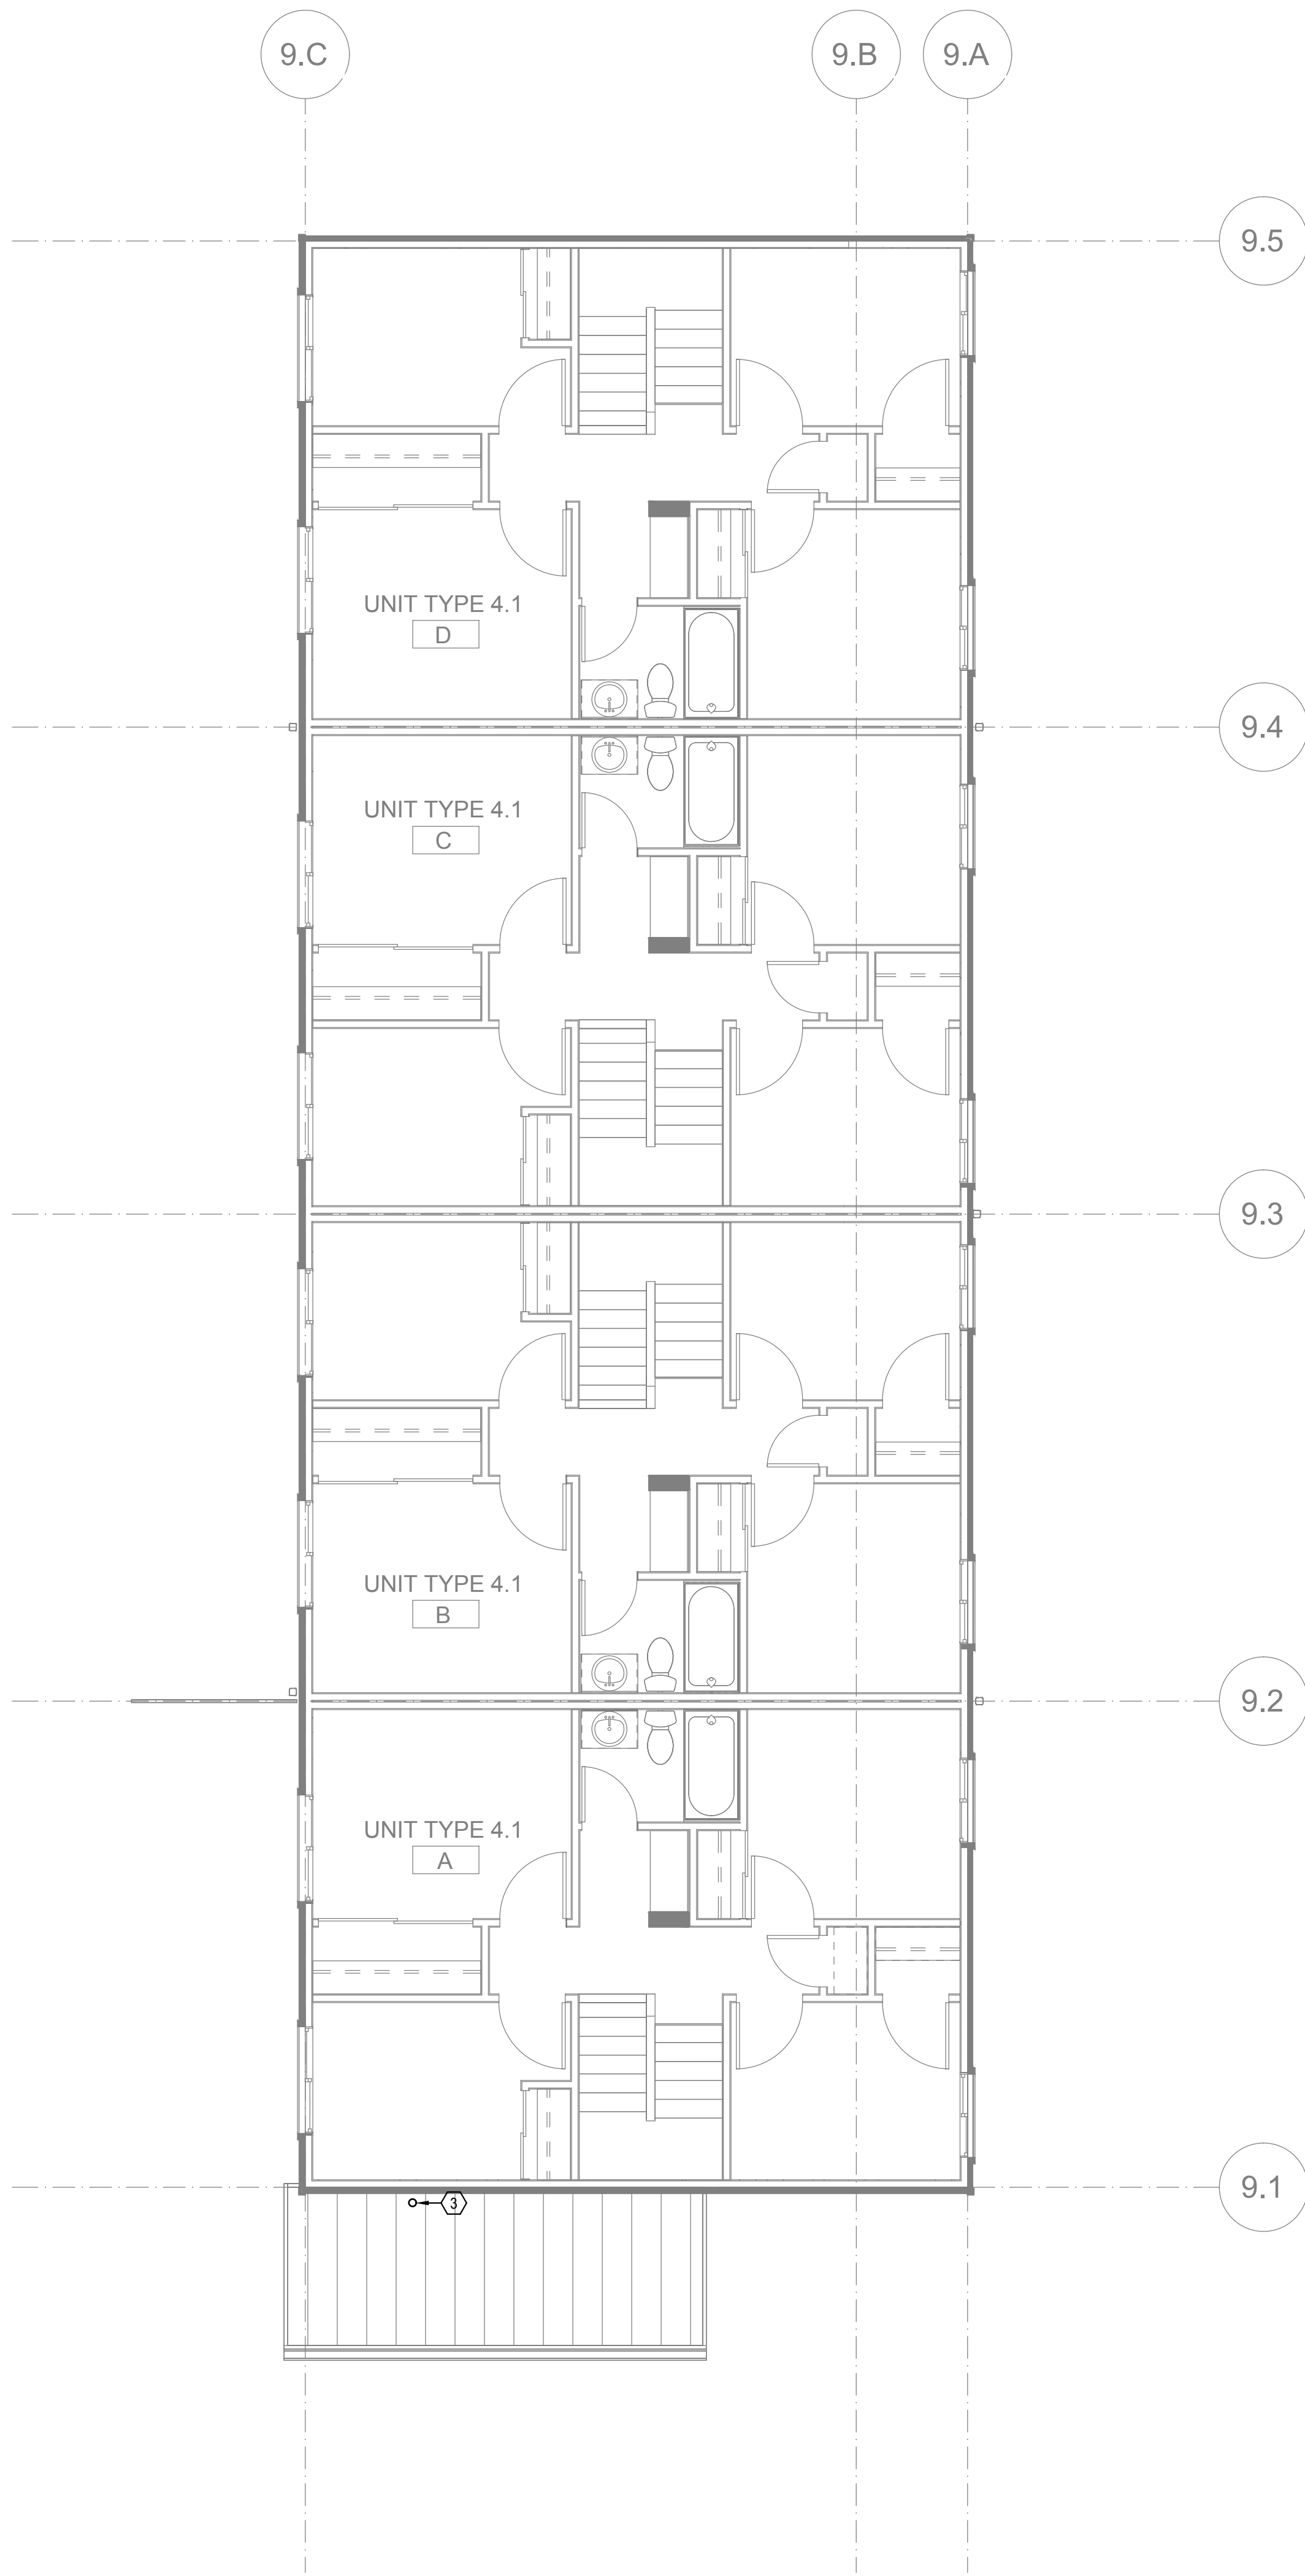 9.C
9.B
9.A
9.5
UNIT TYPE 4.1
D
9.4
UNIT TYPE 4.1
C
9.3
UNIT TYPE 4.1
B
9.2
UNIT TYPE 4.1
A
9.1
3